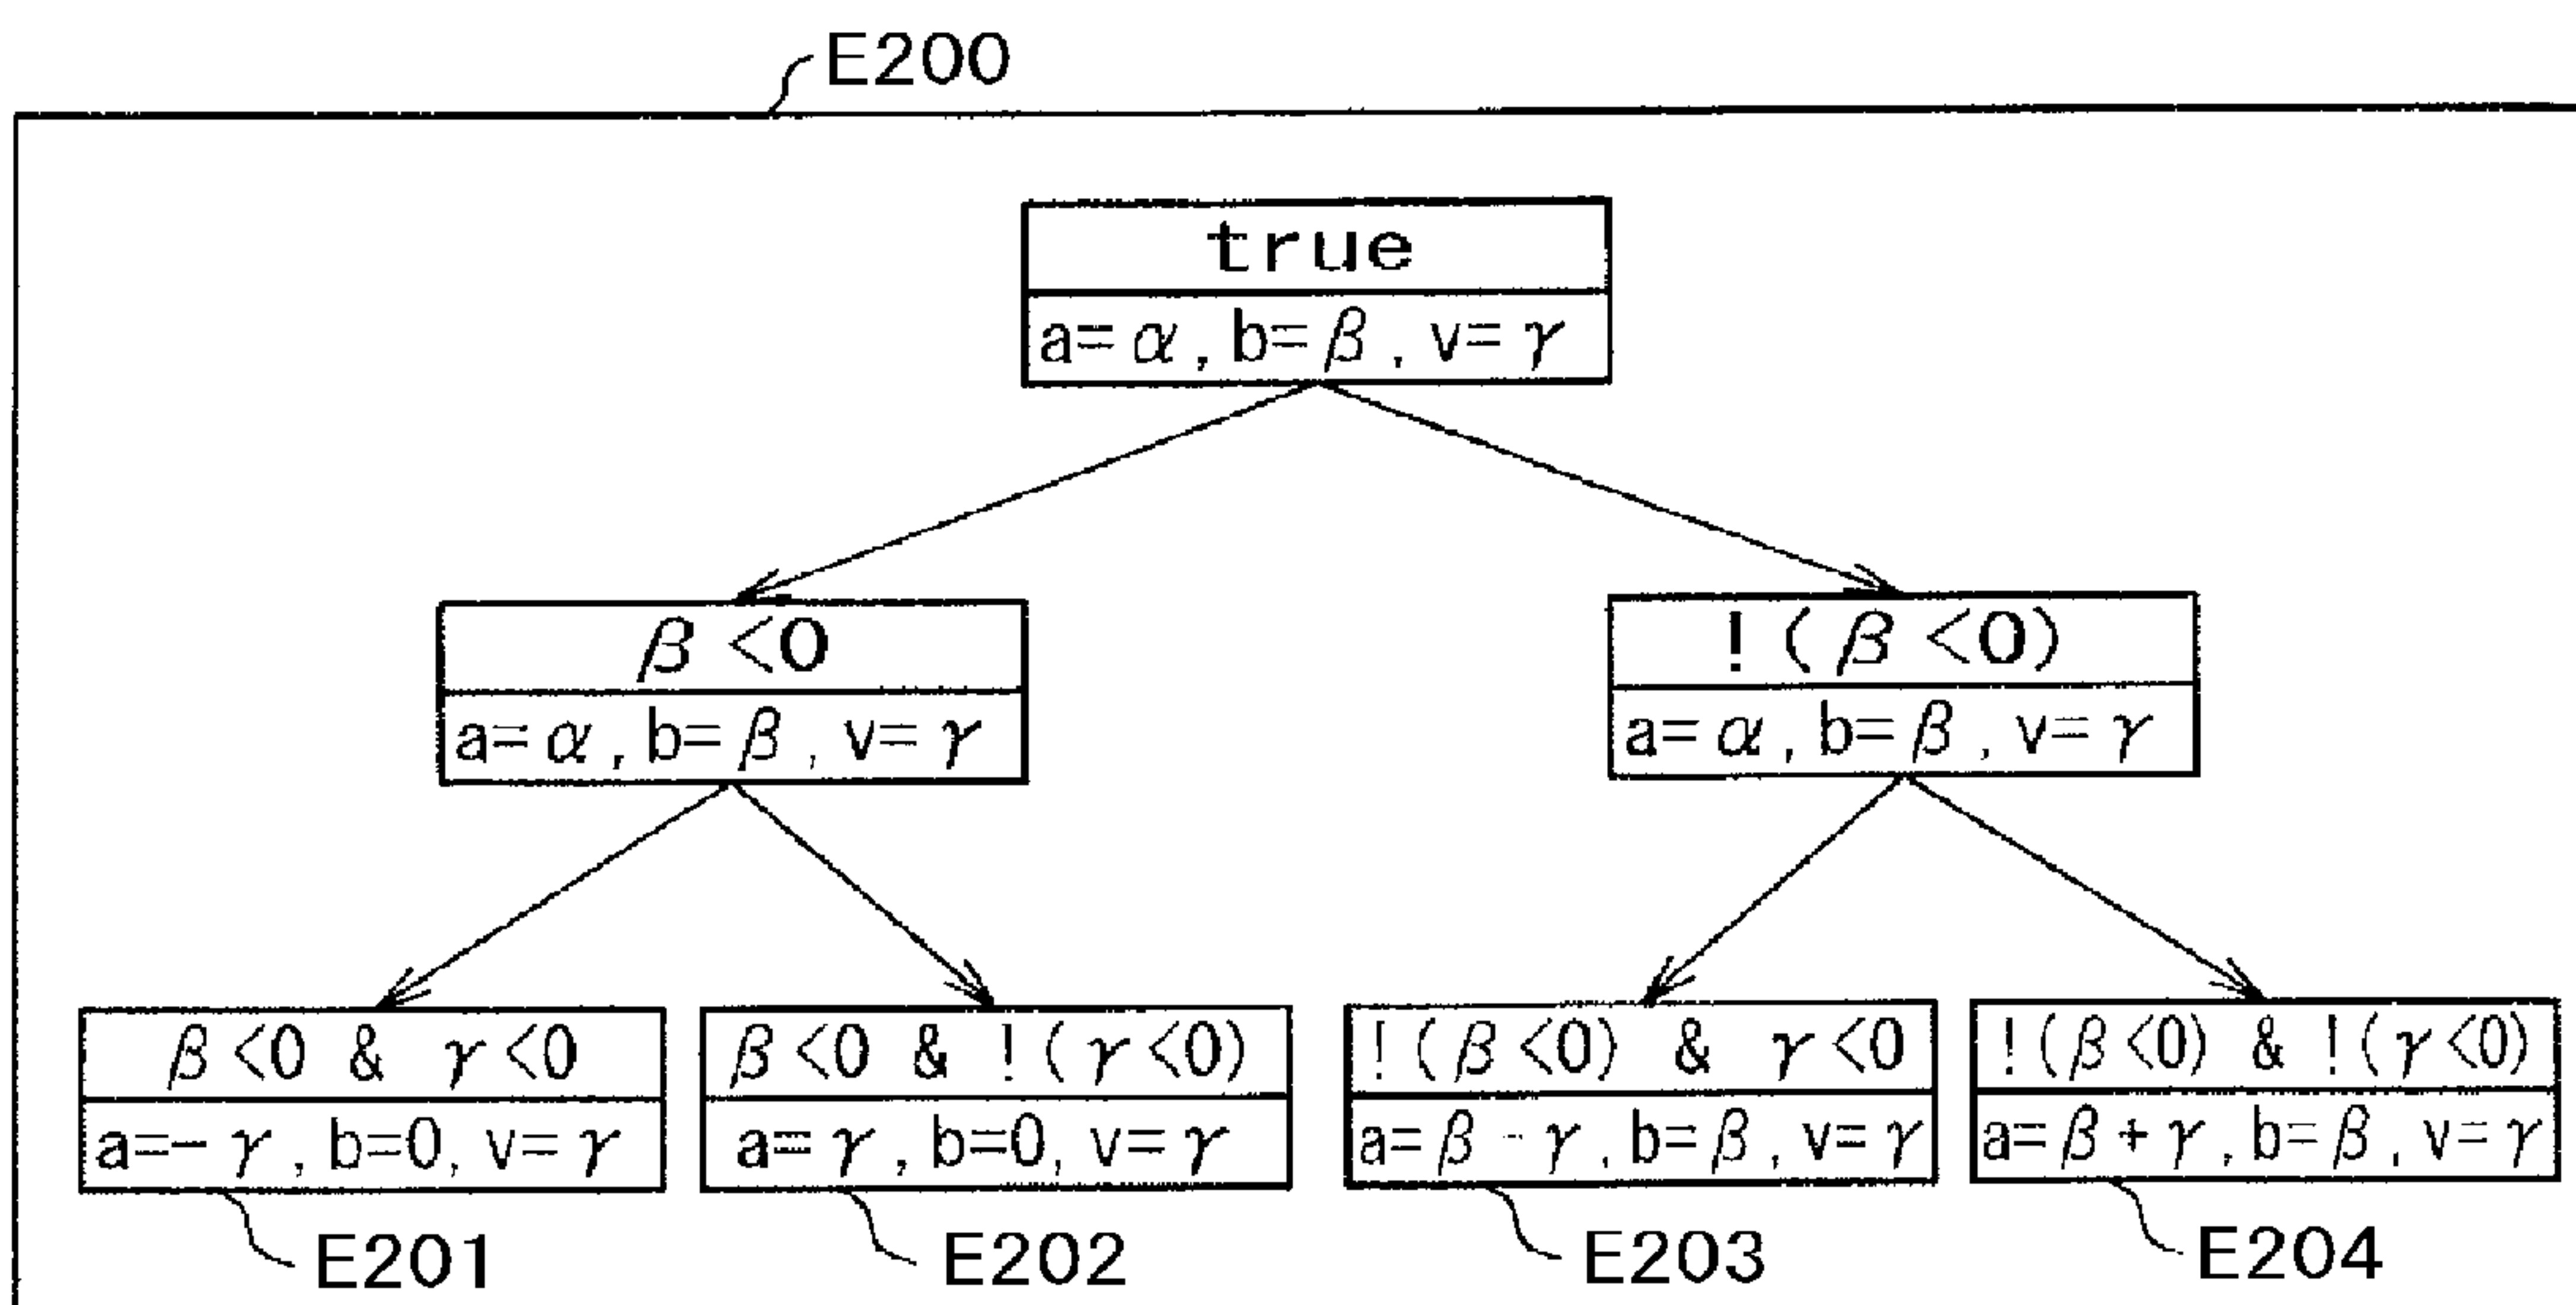 E200
true
a=α, b=β, v=γ
β<0
!(β<0)
a=α, b=β, v=γ
a=α, b=β, v=γ
β<0 & γ<0
β<0 & !(γ<0)
!(β<0) & γ<0
!(β<0) & !(γ<0)
a=-γ, b=0, v=γ
a=γ, b=0, v=γ
a=β-γ, b=β, v=γ
a=β+γ, b=β, v=γ
E201
E202
E203
E204